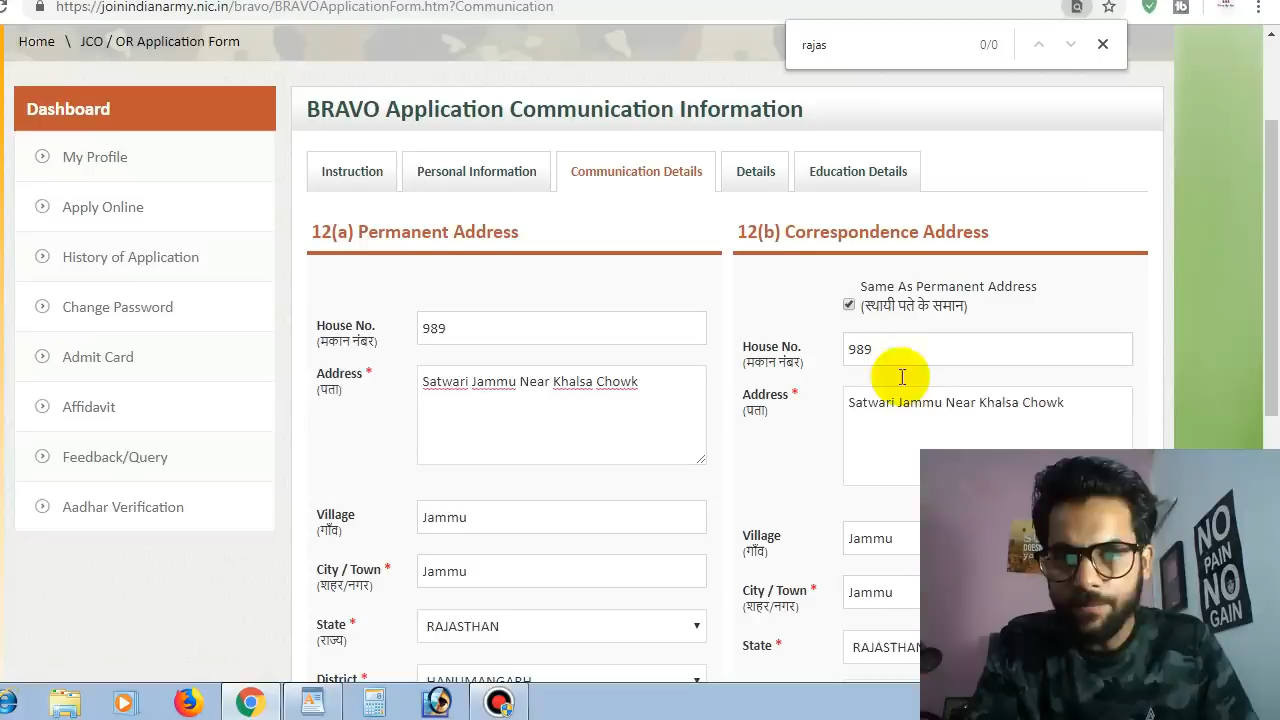 https://joinindianarmy.nic.in/bravo/BRAVOApplicationForm.htm?Communication
rajas 0/0
Home \ JCO / OR Application Form
Dashboard
My Profile
Apply Online
History of Application
Change Password
Admit Card
Affidavit
Feedback/Query
Aadhar Verification
BRAVO Application Communication Information
Instruction Personal Information Communication Details Details Education Details
12(a) Permanent Address
House No. 989
(मकान नंबर)
Address * Satwari Jammu Near Khalsa Chowk
(पता)
Village Jammu
(गाँव)
City / Town * Jammu
(शहर/नगर)
State * RAJASTHAN
(राज्य)
District * HANUMANGARH
12(b) Correspondence Address
Same As Permanent Address
(स्थायी पते के समान)
House No. 989
(मकान नंबर)
Address * Satwari Jammu Near Khalsa Chowk
(पता)
Village Jammu
(गाँव)
City / Town * Jammu
(शहर/नगर)
State * RAJASTHAN
NO
PAIN
NO
GAIN